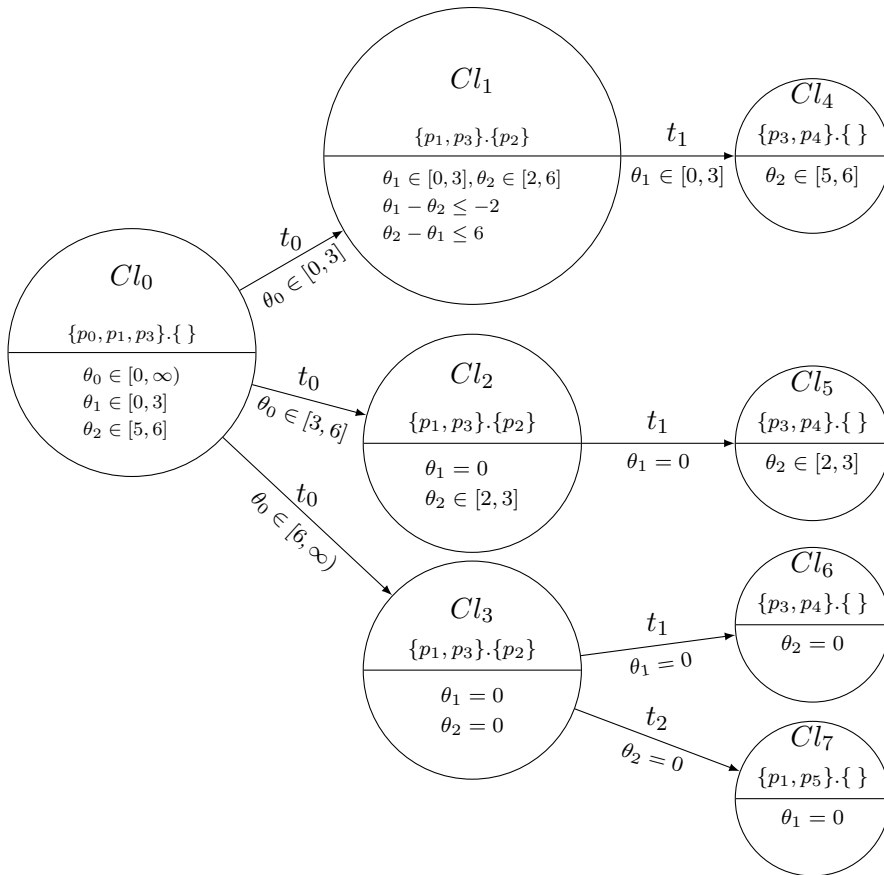 Cl₀
{p₀, p₁, p₃}.{ }
θ₀ ∈ [0, ∞)
θ₁ ∈ [0, 3]
θ₂ ∈ [5, 6]
t₀
θ₀ ∈ [0, 3]
t₀
θ₀ ∈ [3, 6]
t₀
θ₀ ∈ [6, ∞)
Cl₁
{p₁, p₃}.{p₂}
θ₁ ∈ [0, 3], θ₂ ∈ [2, 6]
θ₁ − θ₂ ≤ −2
θ₂ − θ₁ ≤ 6
t₁
θ₁ ∈ [0, 3]
Cl₄
{p₃, p₄}.{ }
θ₂ ∈ [5, 6]
Cl₂
{p₁, p₃}.{p₂}
θ₁ = 0
θ₂ ∈ [2, 3]
t₁
θ₁ = 0
Cl₅
{p₃, p₄}.{ }
θ₂ ∈ [2, 3]
Cl₃
{p₁, p₃}.{p₂}
θ₁ = 0
θ₂ = 0
t₁
θ₁ = 0
t₂
θ₂ = 0
Cl₆
{p₃, p₄}.{ }
θ₂ = 0
Cl₇
{p₁, p₅}.{ }
θ₁ = 0